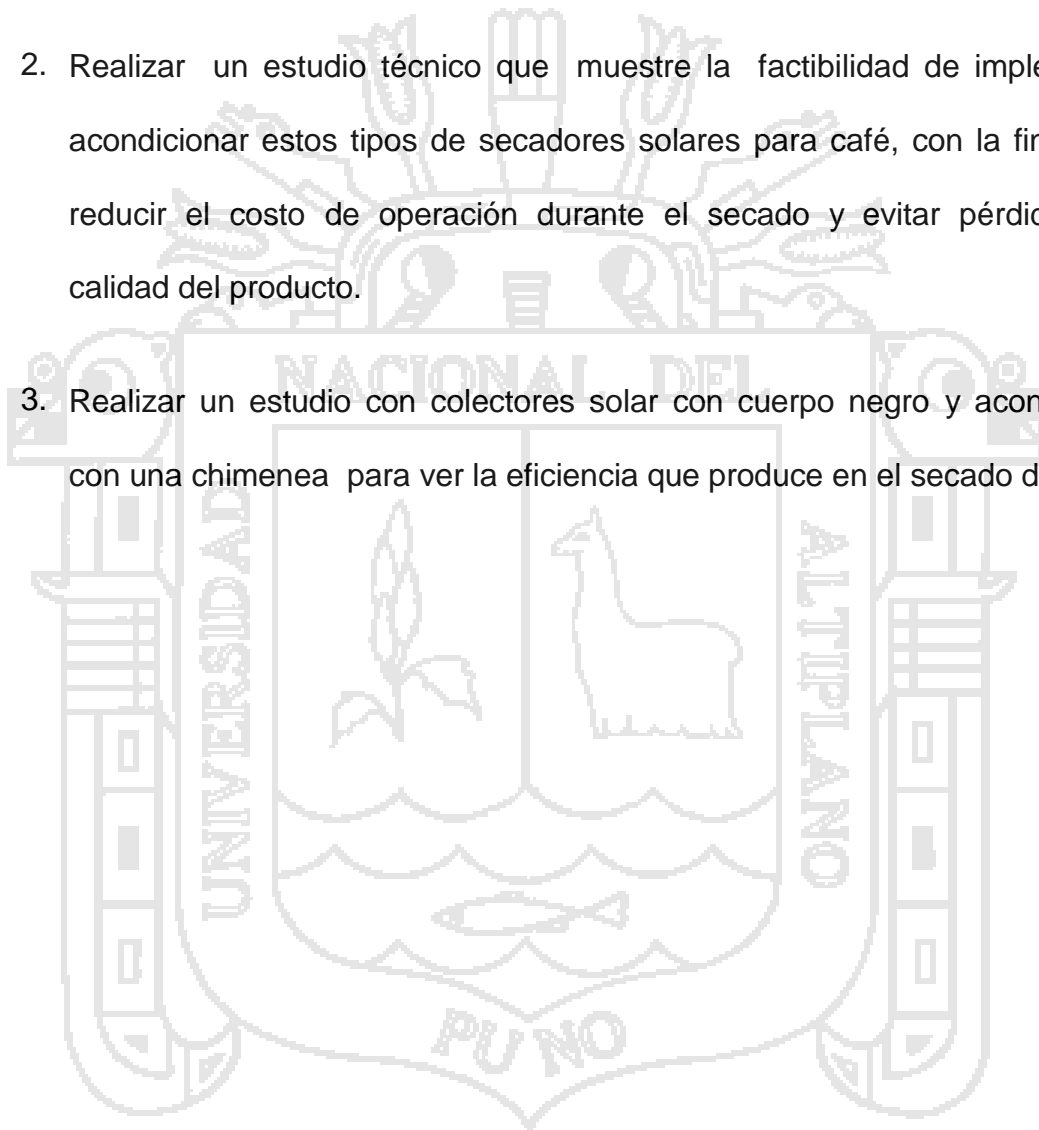 2. Realizar un estudio técnico que muestre la factibilidad de imple
acondicionar estos tipos de secadores solares para café, con la fin
reducir el costo de operación durante el secado y evitar pérdid
calidad del producto.
3. Realizar un estudio con colectores solar con cuerpo negro y acon
con una chimenea para ver la eficiencia que produce en el secado d
NACIONAL DEL
UNIVERSIDAD
ALTIPLANO
PUNO